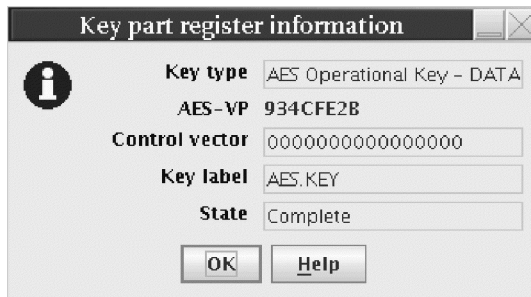 Key part register information
Key type AES Operational Key - DATA
AES-VP 934CFE2B
Control vector 0000000000000000
Key label AES.KEY
State Complete
OK Help